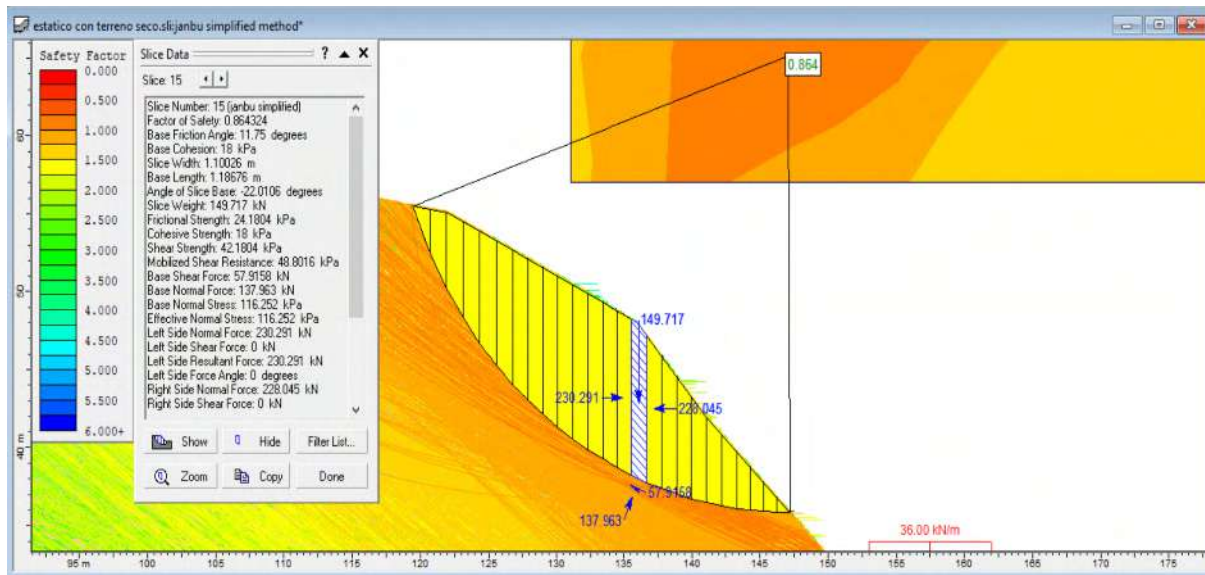 estatico con terreno seco.sli:janbu simplified method*
Safety Factor
0.000
0.500
1.000
1.500
2.000
2.500
3.000
3.500
4.000
4.500
5.000
5.500
6.000+
Slice Data
?
Slice: 15
Slice Number: 15 (janbu simplified)
Factor of Safety: 0.864324
Base Friction Angle: 11.75 degrees
Base Cohesion: 18 kPa
Slice Width: 1.10026 m
Base Length: 1.18676 m
Angle of Slice Base: -22.0106 degrees
Slice Weight: 149.717 kN
Frictional Strength: 24.1804 kPa
Cohesive Strength: 18 kPa
Shear Strength: 42.1804 kPa
Mobilized Shear Resistance: 48.8016 kPa
Base Shear Force: 57.9158 kN
Base Normal Force: 137.963 kN
Base Normal Stress: 116.252 kPa
Effective Normal Stress: 116.252 kPa
Left Side Normal Force: 230.291 kN
Left Side Shear Force: 0 kN
Left Side Resultant Force: 230.291 kN
Left Side Force Angle: 0 degrees
Right Side Normal Force: 228.045 kN
Right Side Shear Force: 0 kN
Show Hide Filter List...
Zoom Copy Done
0.864
149.717
230.291
228.045
57.9158
137.963
36.00 kN/m
60
50
40 m
95 m 100 105 110 115 120 125 130 135 140 145 150 155 160 165 170 175